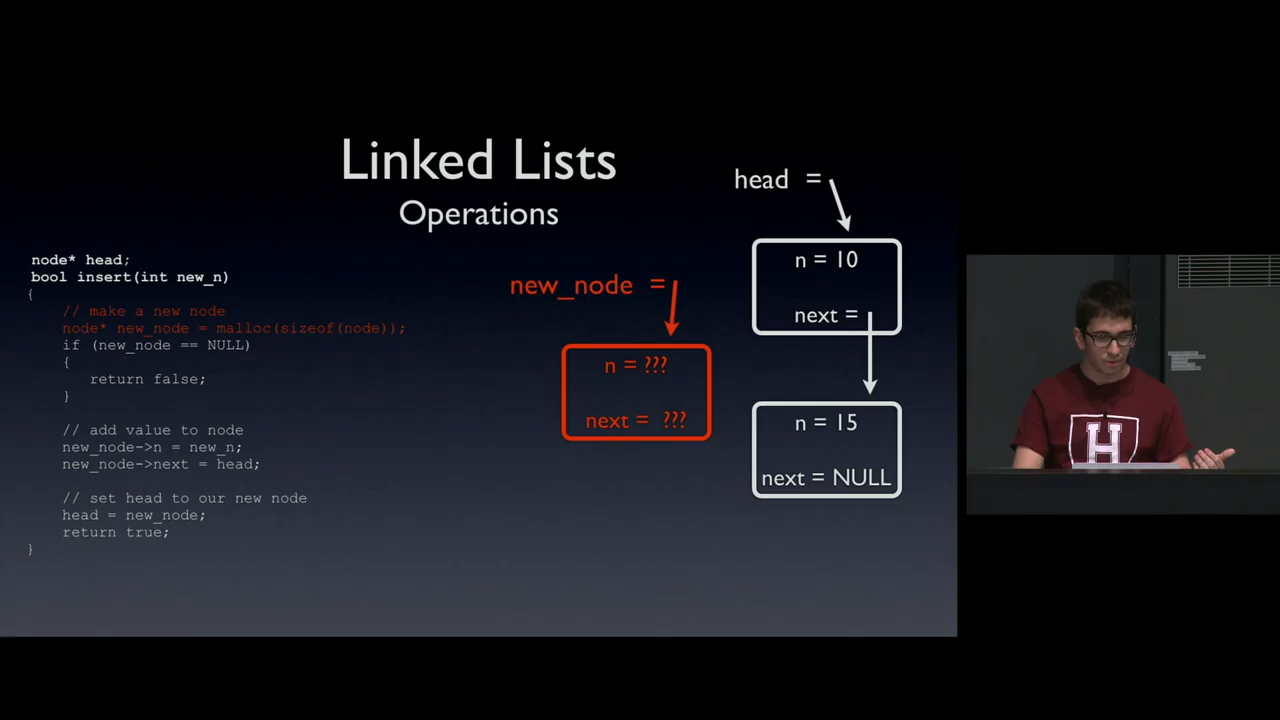 Linked Lists
Operations
node* head;
bool insert(int new_n)
{
// make a new node
node* new_node = malloc(sizeof(node));
if (new_node == NULL)
{
return false;
}
// add value to node
new_node->n = new_n;
new_node->next = head;
// set head to our new node
head = new_node;
return true;
}
new_node =
n = ???
next = ???
head =
n = 10
next =
n = 15
next = NULL
H